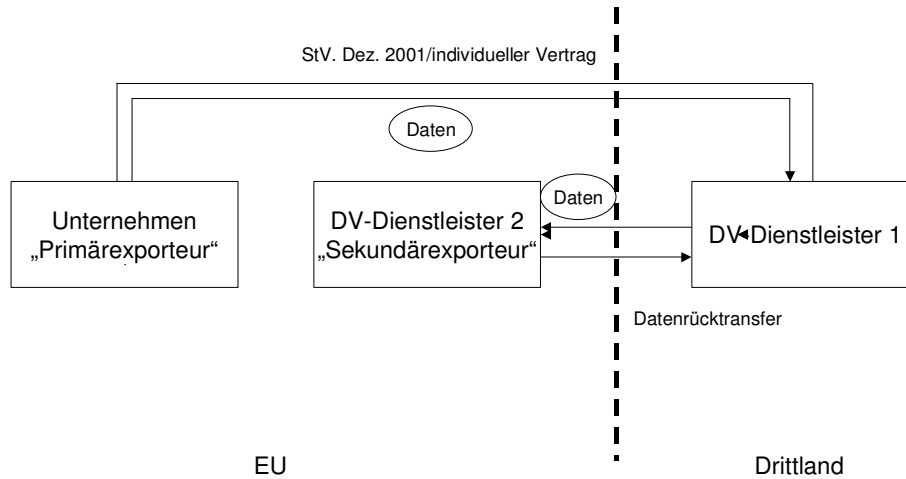 StV. Dez. 2001/individueller Vertrag
Daten
Daten
Unternehmen
„Primärexporteur“
DV-Dienstleister 2
„Sekundärexporteur“
DV-Dienstleister 1
Datenrücktransfer
EU
Drittland